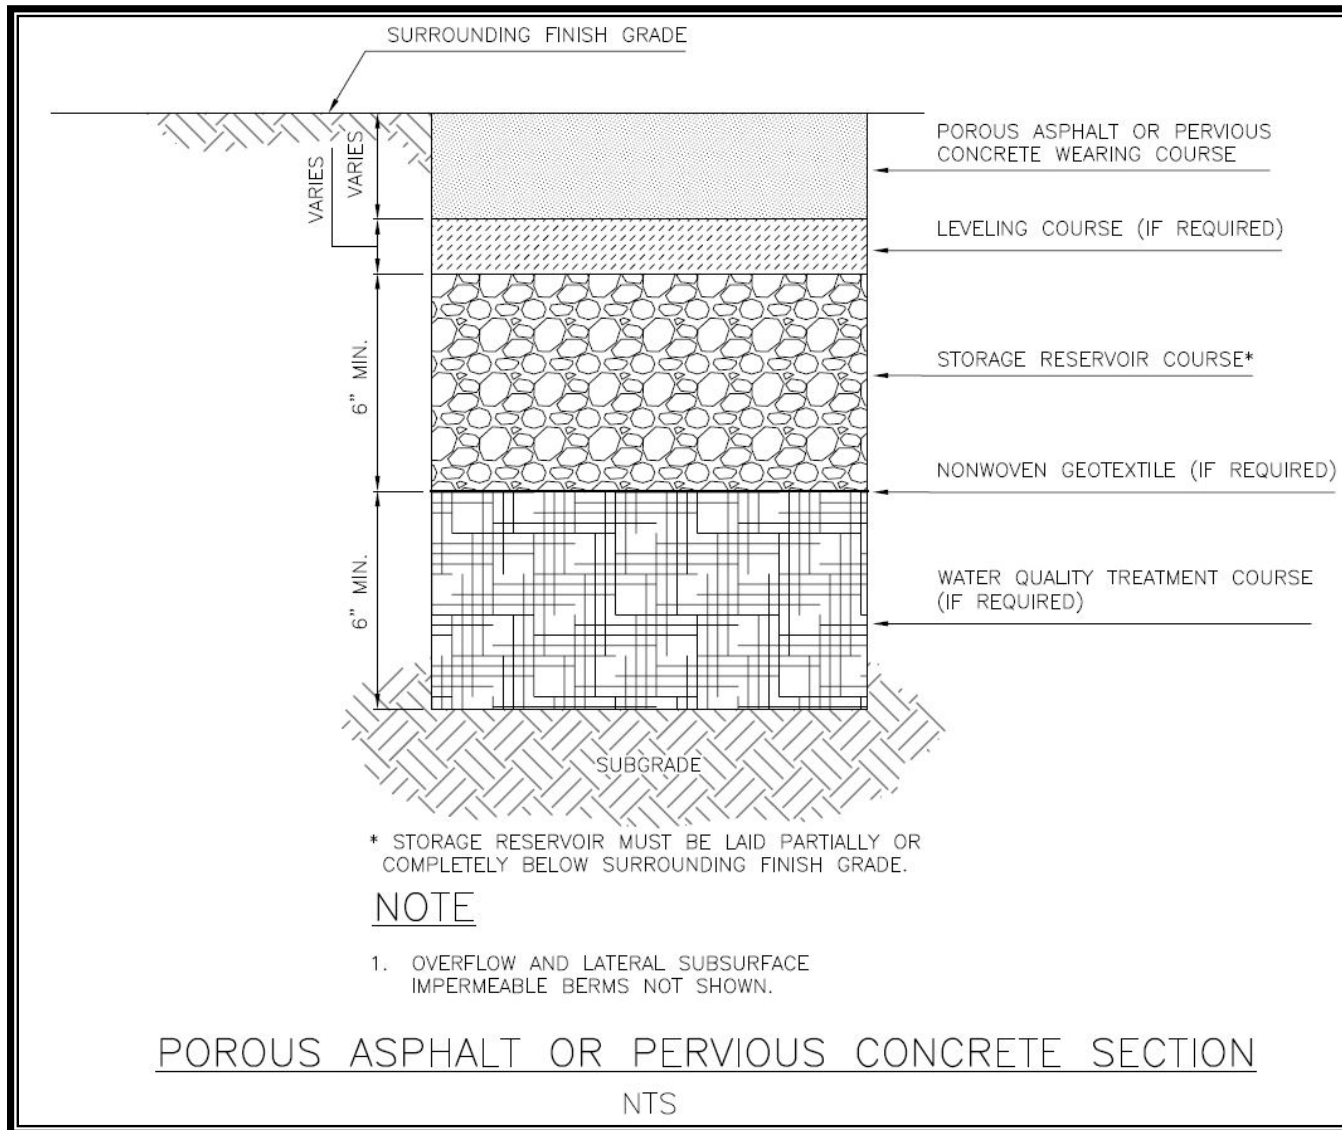 SURROUNDING FINISH GRADE
VARIES
VARIES
POROUS ASPHALT OR PERVIOUS
CONCRETE WEARING COURSE
LEVELING COURSE (IF REQUIRED)
6" MIN.
STORAGE RESERVOIR COURSE*
NONWOVEN GEOTEXTILE (IF REQUIRED)
6" MIN.
WATER QUALITY TREATMENT COURSE
(IF REQUIRED)
SUBGRADE
* STORAGE RESERVOIR MUST BE LAID PARTIALLY OR
COMPLETELY BELOW SURROUNDING FINISH GRADE.
NOTE
1. OVERFLOW AND LATERAL SUBSURFACE
IMPERMEABLE BERMS NOT SHOWN.
POROUS ASPHALT OR PERVIOUS CONCRETE SECTION
NTS